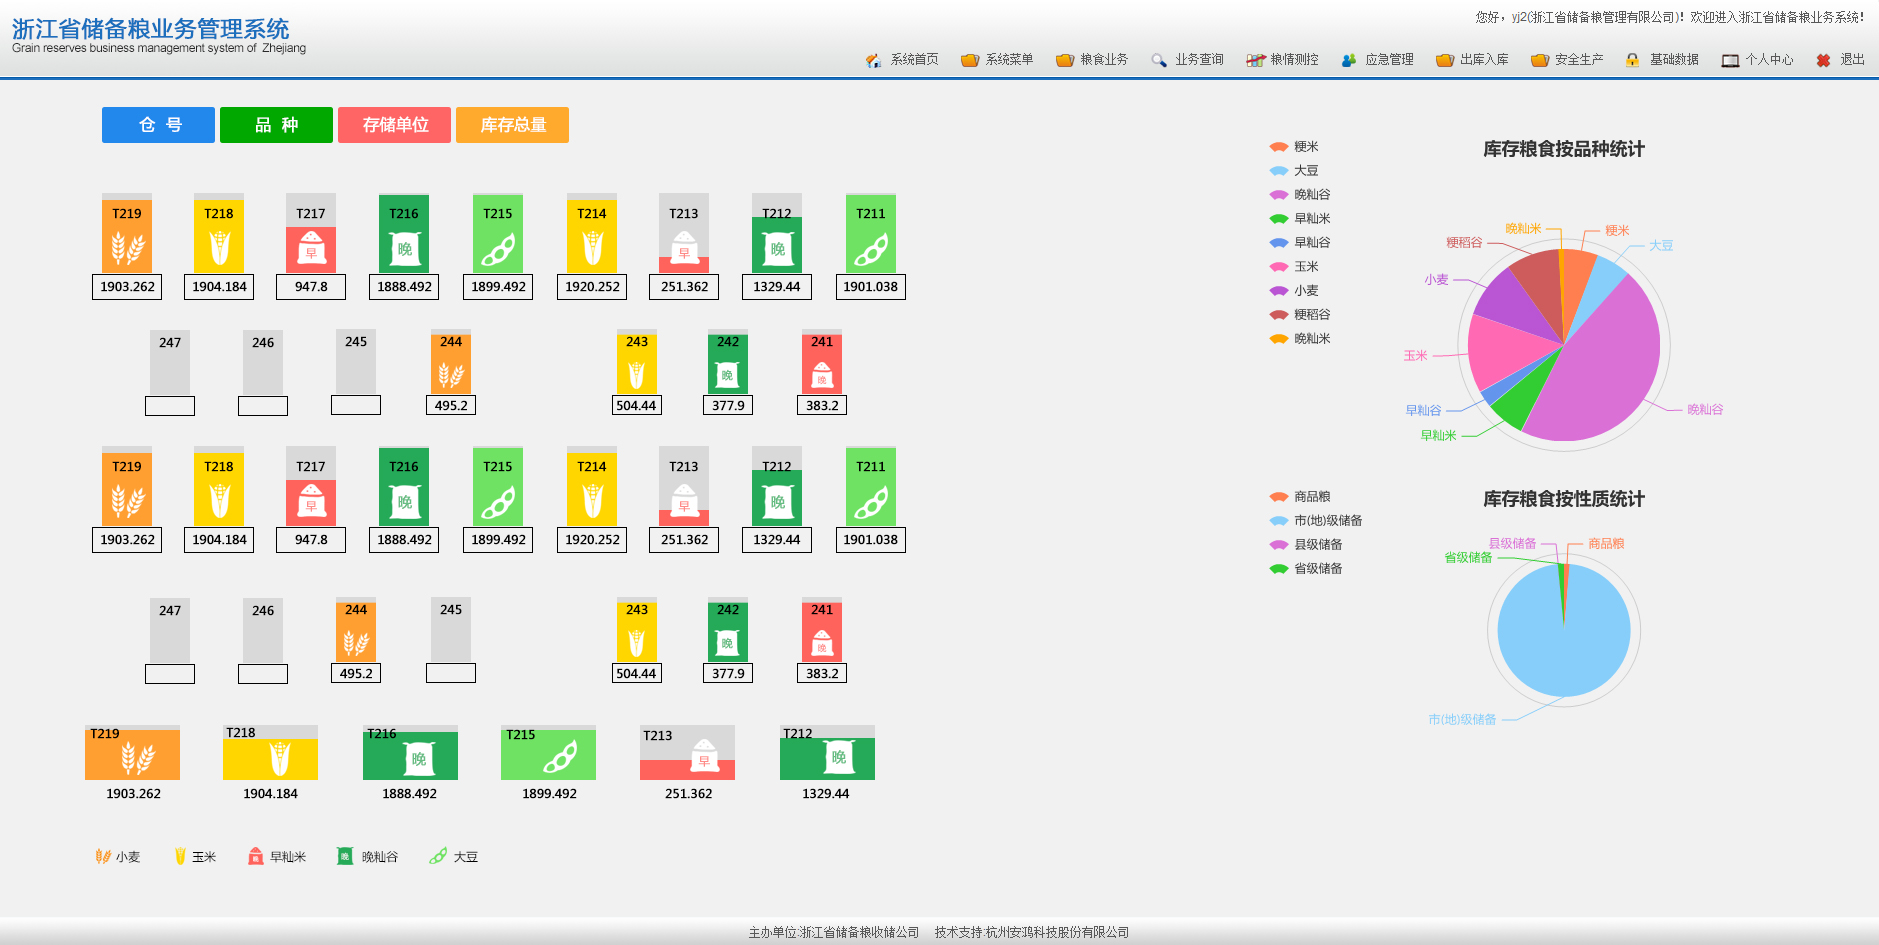 浙江省储备粮业务管理系统
Grain reserves business management system of Zhejiang
您好，yj2(浙江省储备粮管理有限公司)！欢迎进入浙江省储备粮业务系统！
系统首页 系统菜单 粮食业务 业务查询 粮情测控 应急管理 出库入库 安全生产 基础数据 个人中心 退出
仓 号 品 种 存储单位 库存总量
T219 T218 T217 T216 T215 T214 T213 T212 T211
早 晚 早 晚
1903.262 1904.184 947.8 1888.492 1899.492 1920.252 251.362 1329.44 1901.038
247 246 245 244 243 242 241
晚 晚
495.2 504.44 377.9 383.2
T219 T218 T217 T216 T215 T214 T213 T212 T211
早 晚 早 晚
1903.262 1904.184 947.8 1888.492 1899.492 1920.252 251.362 1329.44 1901.038
247 246 244 245 243 242 241
晚 晚
495.2 504.44 377.9 383.2
T219 T218 T216 T215 T213 T212
晚 早 晚
1903.262 1904.184 1888.492 1899.492 251.362 1329.44
小麦 玉米 早籼米 晚籼谷 大豆
库存粮食按品种统计
粳米
大豆
晚籼谷
早籼米
早籼谷
玉米
小麦
粳稻谷
晚籼米
晚籼米 粳米
粳稻谷 大豆
小麦
玉米
早籼谷 晚籼谷
早籼米
库存粮食按性质统计
商品粮
市(地)级储备
县级储备
省级储备
县级储备 商品粮
省级储备
市(地)级储备
主办单位:浙江省储备粮收储公司 技术支持:杭州安鸿科技股份有限公司